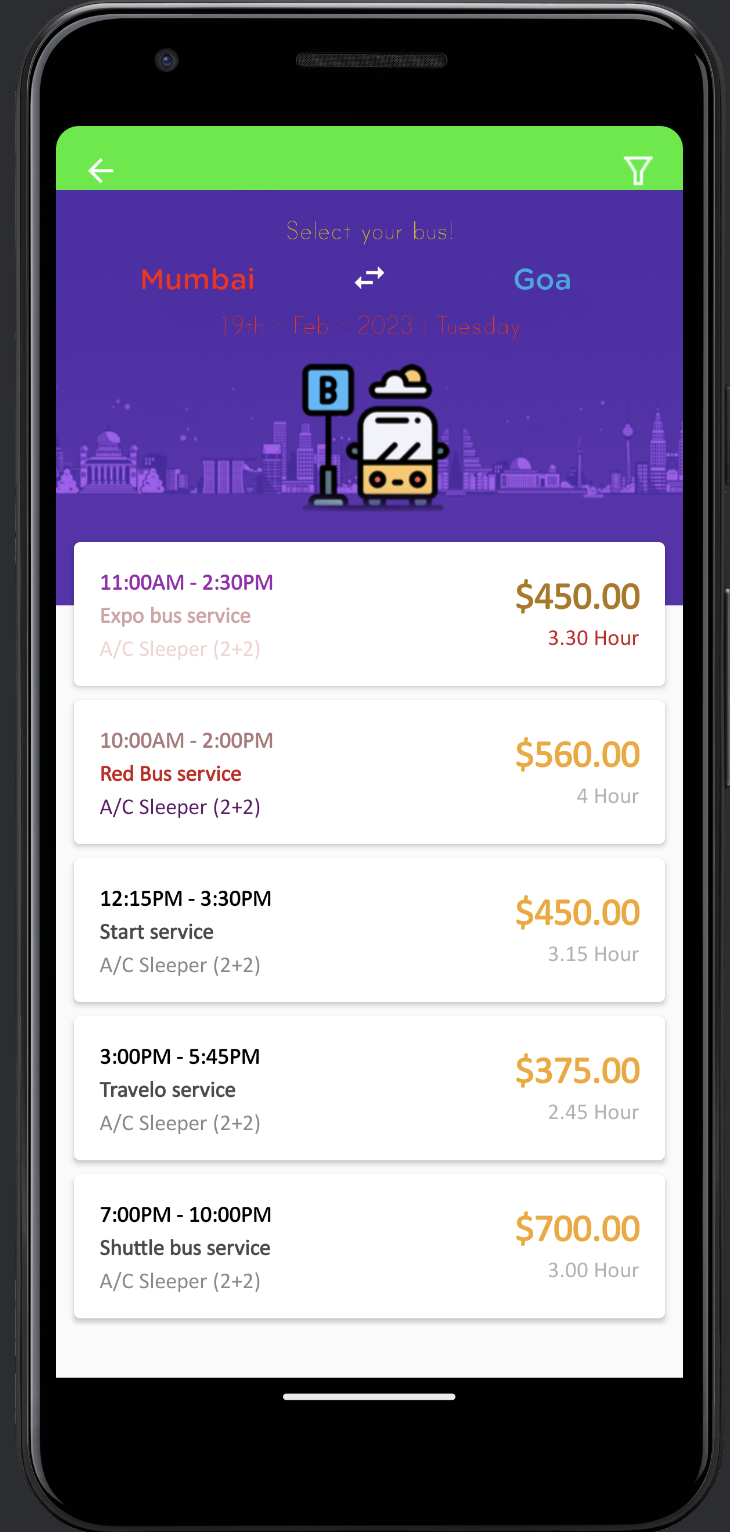 Select your bus!
Mumbai Goa
19-h - Feb - 2023 | Tuesday
B
11:00AM - 2:30PM
$450.00
Expo bus service
3.30 Hour
A/C Sleeper (2+2)
10:00AM - 2:00PM
$560.00
Red Bus service
4 Hour
A/C Sleeper (2+2)
12:15PM - 3:30PM
$450.00
Start service
3.15 Hour
A/C Sleeper (2+2)
3:00PM - 5:45PM
$375.00
Travelo service
2.45 Hour
A/C Sleeper (2+2)
7:00PM - 10:00PM
$700.00
Shuttle bus service
3.00 Hour
A/C Sleeper (2+2)